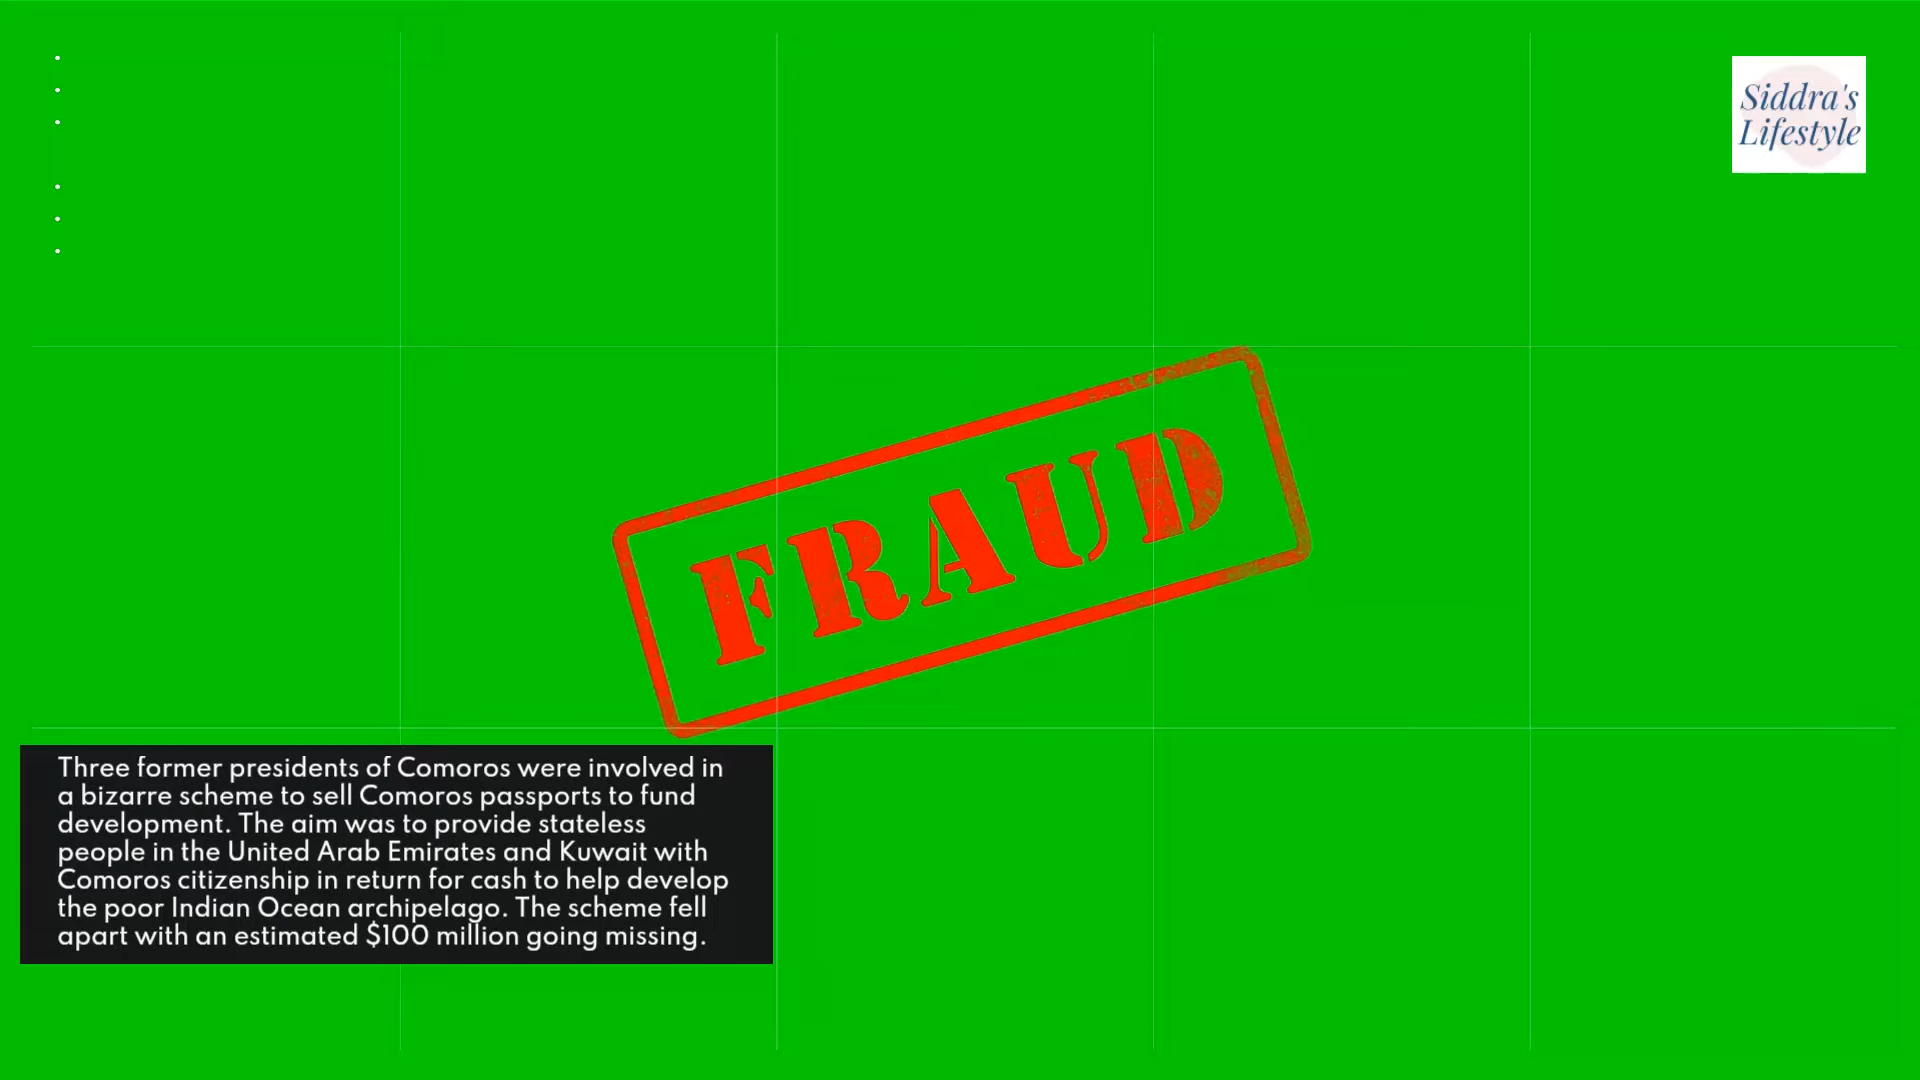 Siddra's
Lifestyle
FRAUD
Three former presidents of Comoros were involved in
a bizarre scheme to sell Comoros passports to fund
development. The aim was to provide stateless
people in the United Arab Emirates and Kuwait with
Comoros citizenship in return for cash to help develop
the poor Indian Ocean archipelago. The scheme fell
apart with an estimated $100 million going missing.